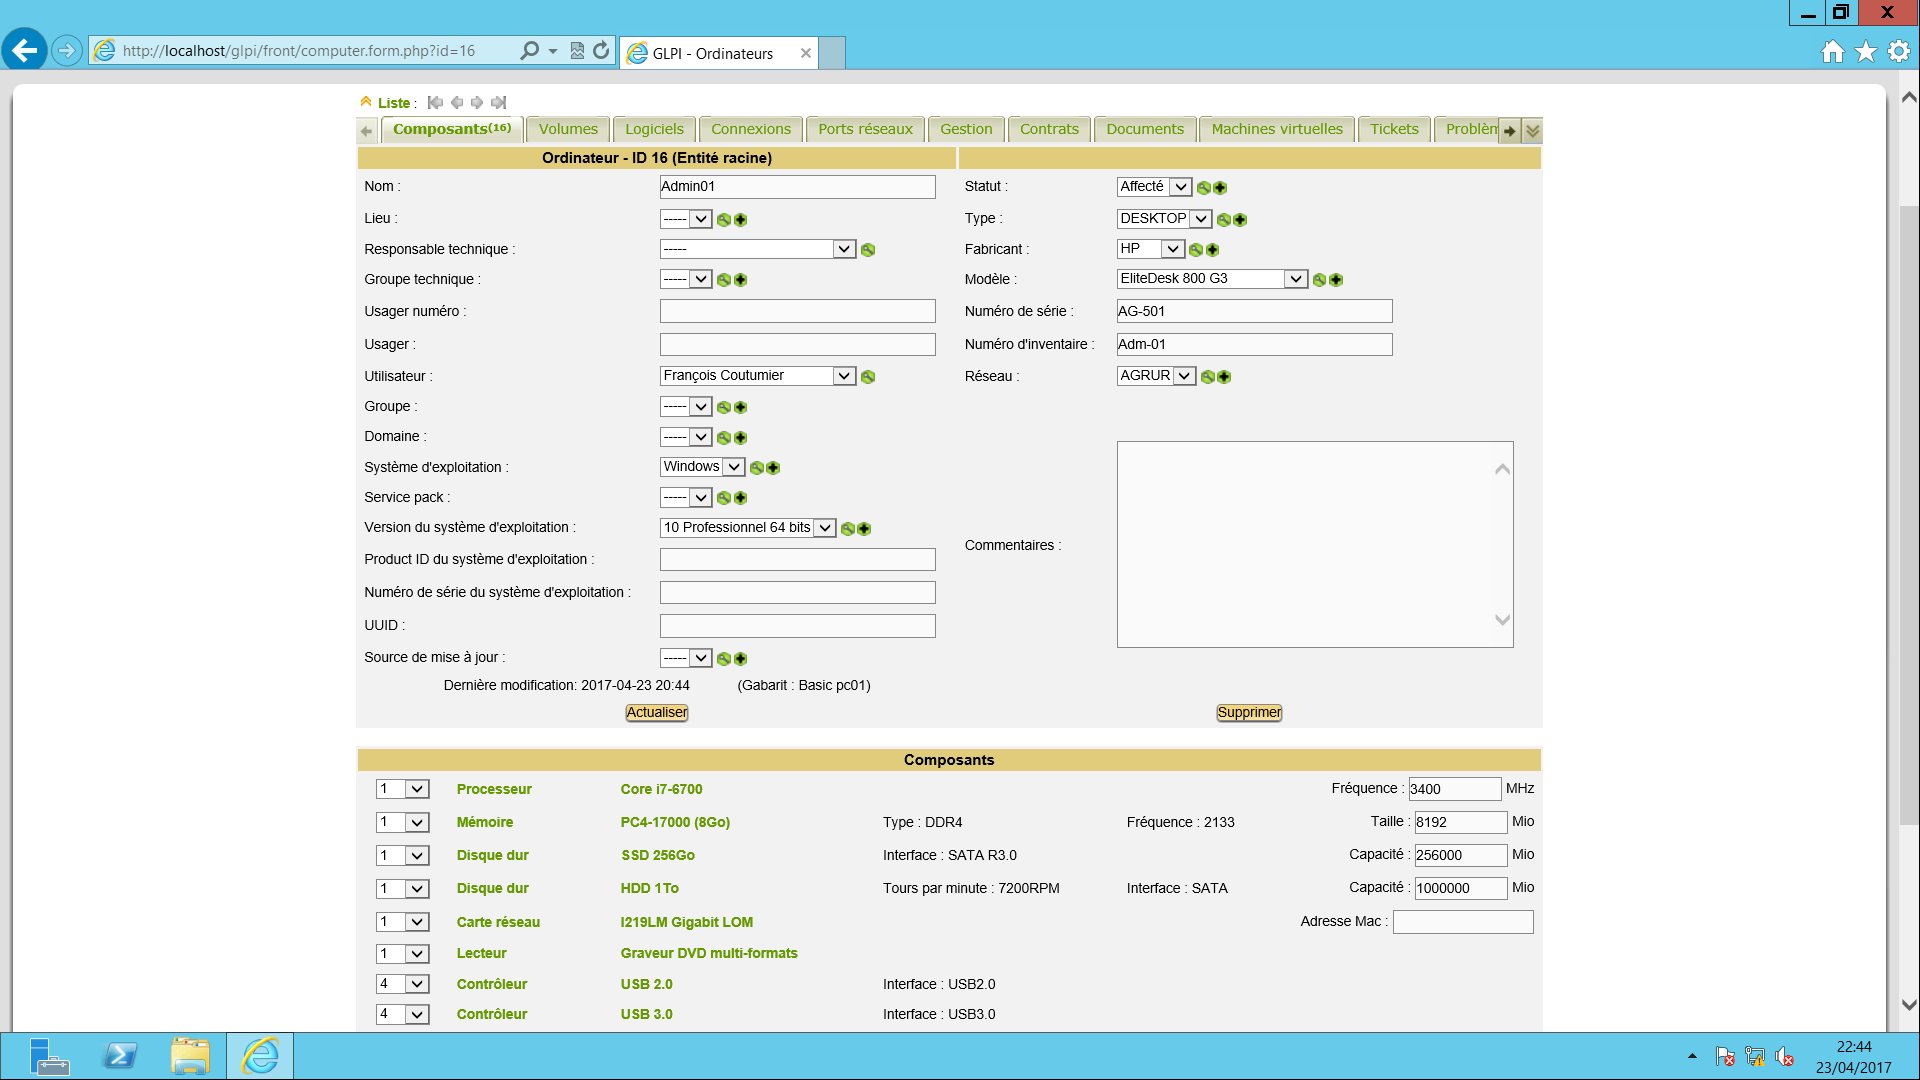 http://localhost/glpi/front/computer.form.php?id=16
GLPI - Ordinateurs
Liste :
Composants(16) Volumes Logiciels Connexions Ports réseaux Gestion Contrats Documents Machines virtuelles Tickets Problèm
Ordinateur - ID 16 (Entité racine)
Nom : Admin01 Statut : Affecté
Lieu : ----- Type : DESKTOP
Responsable technique : ----- Fabricant : HP
Groupe technique : ----- Modèle : EliteDesk 800 G3
Usager numéro : Numéro de série : AG-501
Usager : Numéro d'inventaire : Adm-01
Utilisateur : François Coutumier Réseau : AGRUR
Groupe : -----
Domaine : -----
Système d'exploitation : Windows
Service pack : -----
Version du système d'exploitation : 10 Professionnel 64 bits
Commentaires :
Product ID du système d'exploitation :
Numéro de série du système d'exploitation :
UUID :
Source de mise à jour : -----
Dernière modification: 2017-04-23 20:44 (Gabarit : Basic pc01)
Actualiser Supprimer
Composants
1 Processeur Core i7-6700 Fréquence : 3400 MHz
1 Mémoire PC4-17000 (8Go) Type : DDR4 Fréquence : 2133 Taille : 8192 Mio
1 Disque dur SSD 256Go Interface : SATA R3.0 Capacité : 256000 Mio
1 Disque dur HDD 1To Tours par minute : 7200RPM Interface : SATA Capacité : 1000000 Mio
1 Carte réseau I219LM Gigabit LOM Adresse Mac :
1 Lecteur Graveur DVD multi-formats
4 Contrôleur USB 2.0 Interface : USB2.0
4 Contrôleur USB 3.0 Interface : USB3.0
22:44
23/04/2017